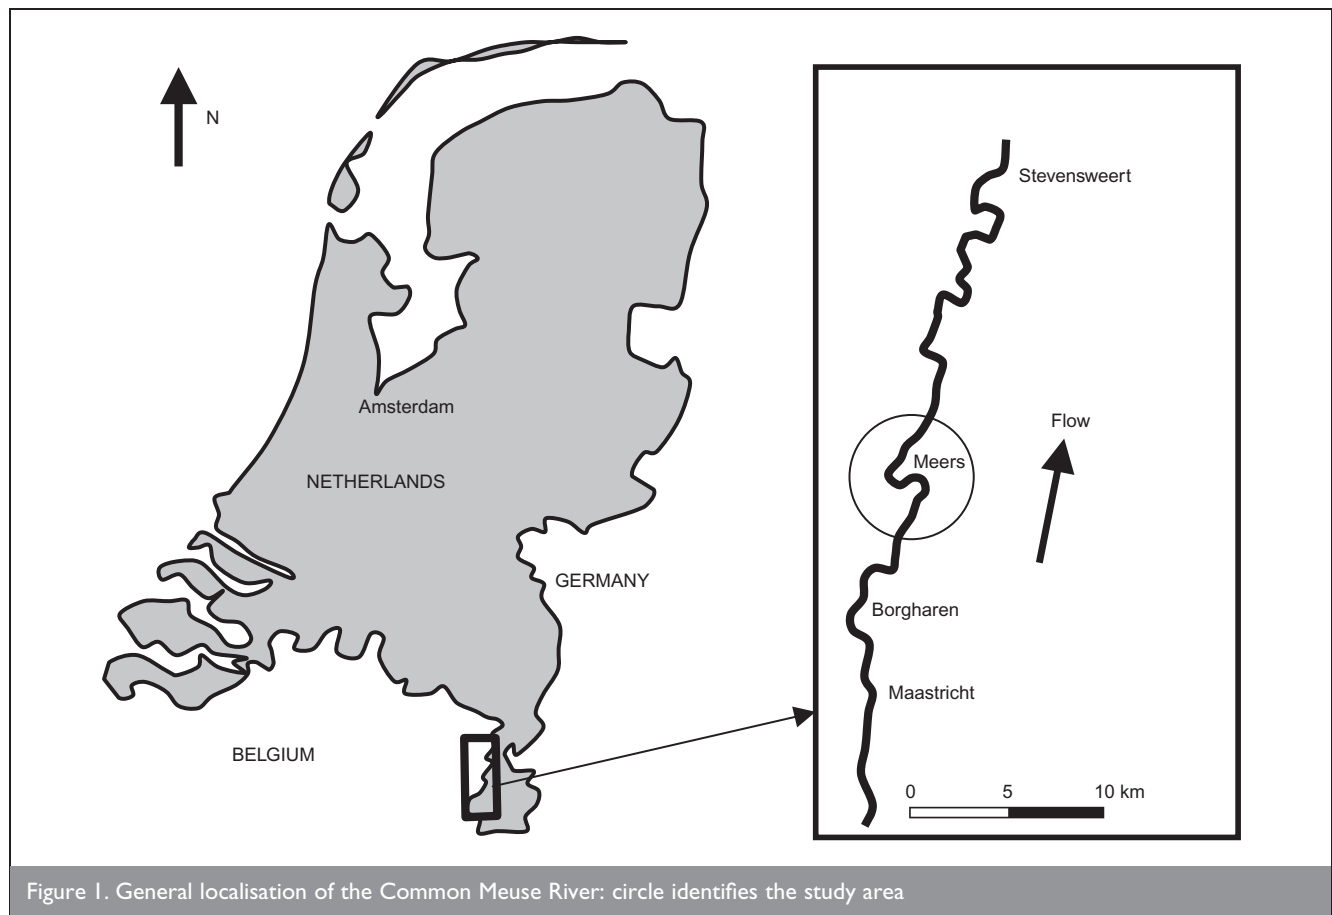 N
Stevensweert
Amsterdam
Flow
Meers
NETHERLANDS
GERMANY
Borgharen
Maastricht
BELGIUM
0 5 10 km
Figure 1. General localisation of the Common Meuse River: circle identifies the study area